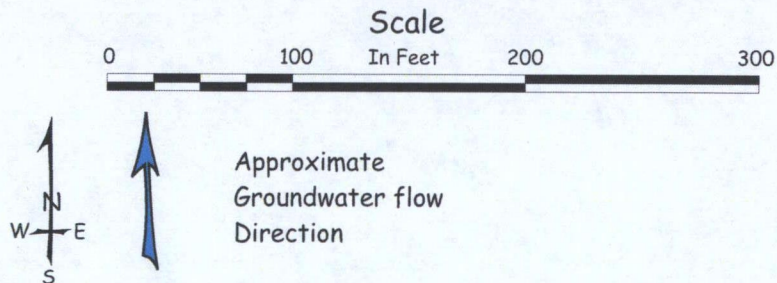 Scale
0 100 In Feet 200 300
Approximate
Groundwater flow
Direction
N
W E
S